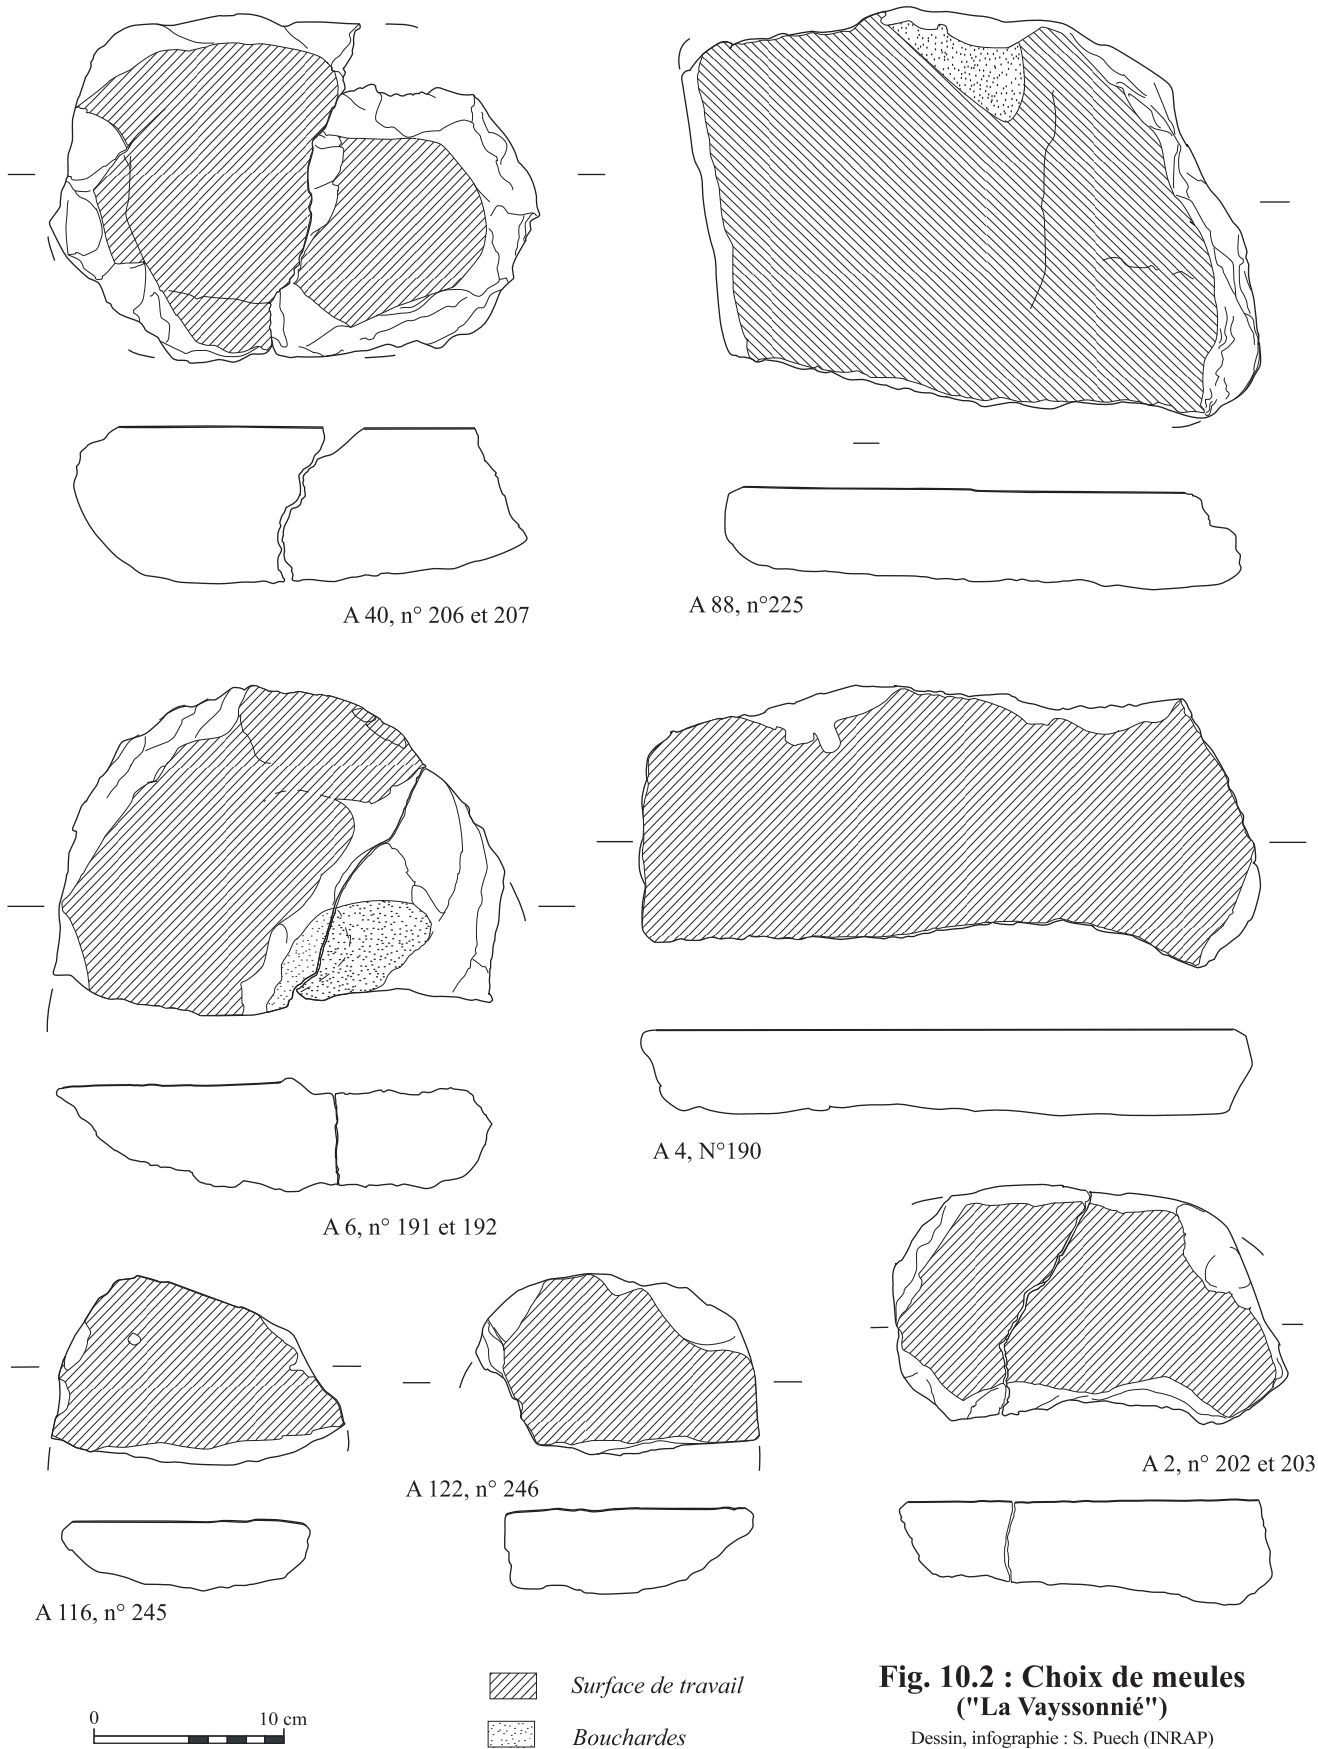 A 40, n° 206 et 207
A 88, n°225
A 4, N°190
A 6, n° 191 et 192
A 2, n° 202 et 203
A 122, n° 246
A 116, n° 245
0 10 cm
Surface de travail
Bouchardes
Fig. 10.2 : Choix de meules
("La Vayssonnié")
Dessin, infographie : S. Puech (INRAP)